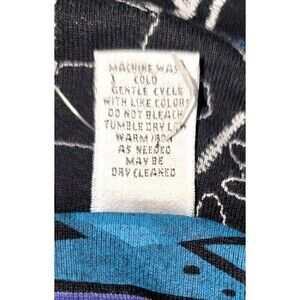 MACHINE WAS
COLD
GENTLE CYCLE
WITH LIKE COLORS
DO NOT BLEACH
TUMBLE DRY LOW
WARM IRON
AS NEEDED
MAY BE
DRY CLEANED